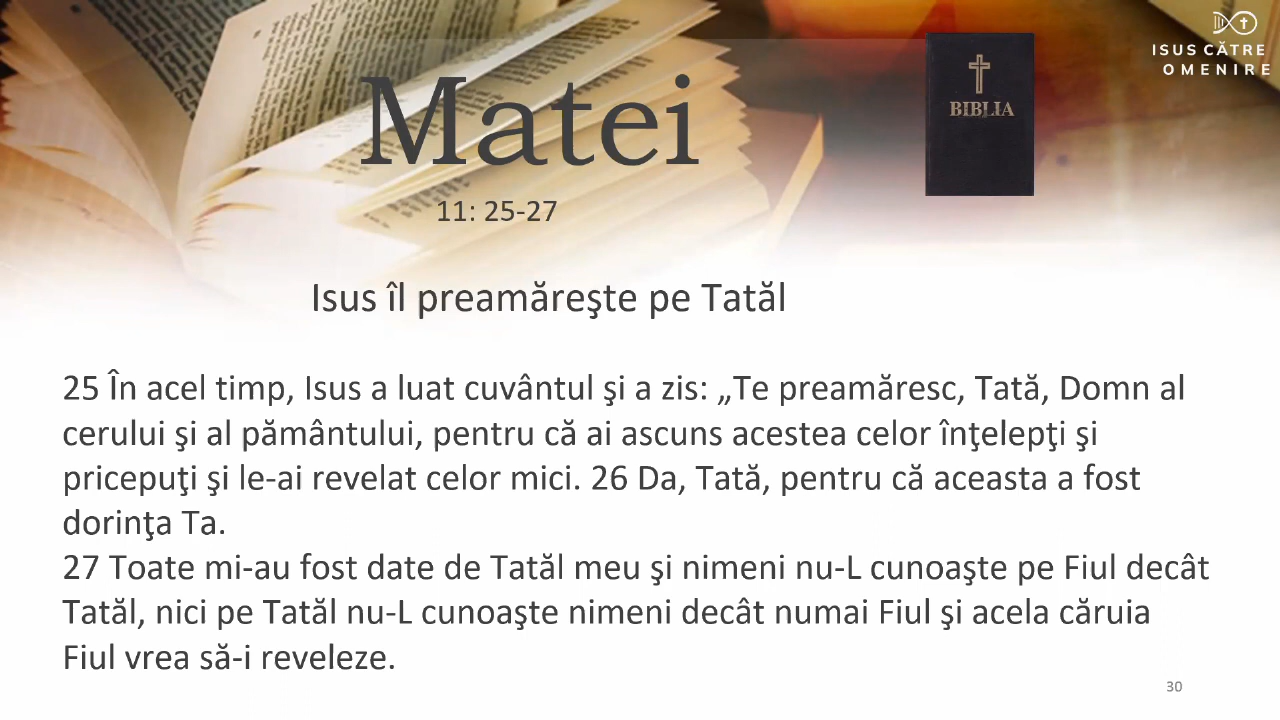 ISUS CĂTRE
OMENIRE
Matei
BIBLIA
11: 25-27
Isus îl preamăreşte pe Tatăl
25 În acel timp, Isus a luat cuvântul şi a zis: „Te preamăresc, Tată, Domn al
cerului şi al pământului, pentru că ai ascuns acestea celor înţelepţi şi
pricepuţi şi le-ai revelat celor mici. 26 Da, Tată, pentru că aceasta a fost
dorinţa Ta.
27 Toate mi-au fost date de Tatăl meu şi nimeni nu-L cunoaşte pe Fiul decât
Tatăl, nici pe Tatăl nu-L cunoaşte nimeni decât numai Fiul şi acela căruia
Fiul vrea să-i reveleze.
30